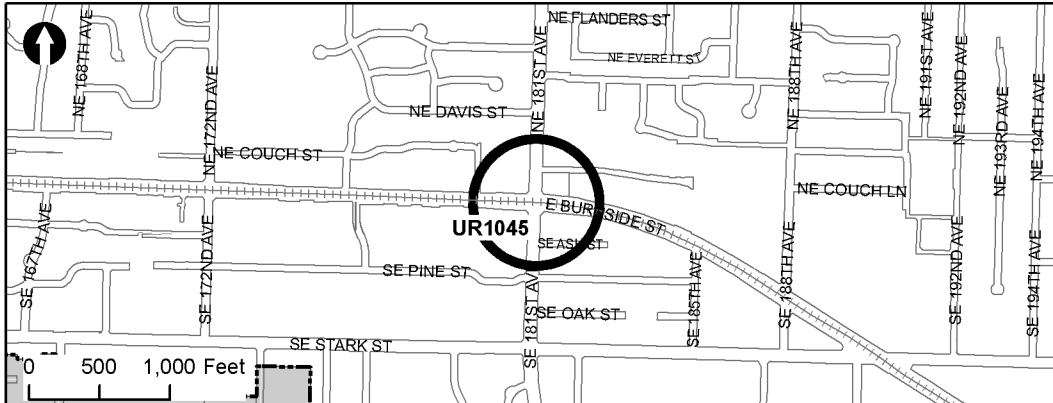 NE FLANDERS ST
NE EVERETT ST
NE 168TH AVE
NE 172ND AVE
NE 181ST AVE
NE 188TH AVE
NE 191ST AVE
NE 192ND AVE
NE 193RD AVE
NE 194TH AVE
NE DAVIS ST
NE COUCH ST
NE COUCH LN
E BURNSIDE ST
UR1045
SE ASH ST
SE 167TH AVE
SE 172ND AVE
SE PINE ST
SE 181ST AV
SE OAK ST
SE 185TH AVE
SE 188TH AVE
SE 192ND AVE
SE 194TH AVE
SE STARK ST
0 500 1,000 Feet